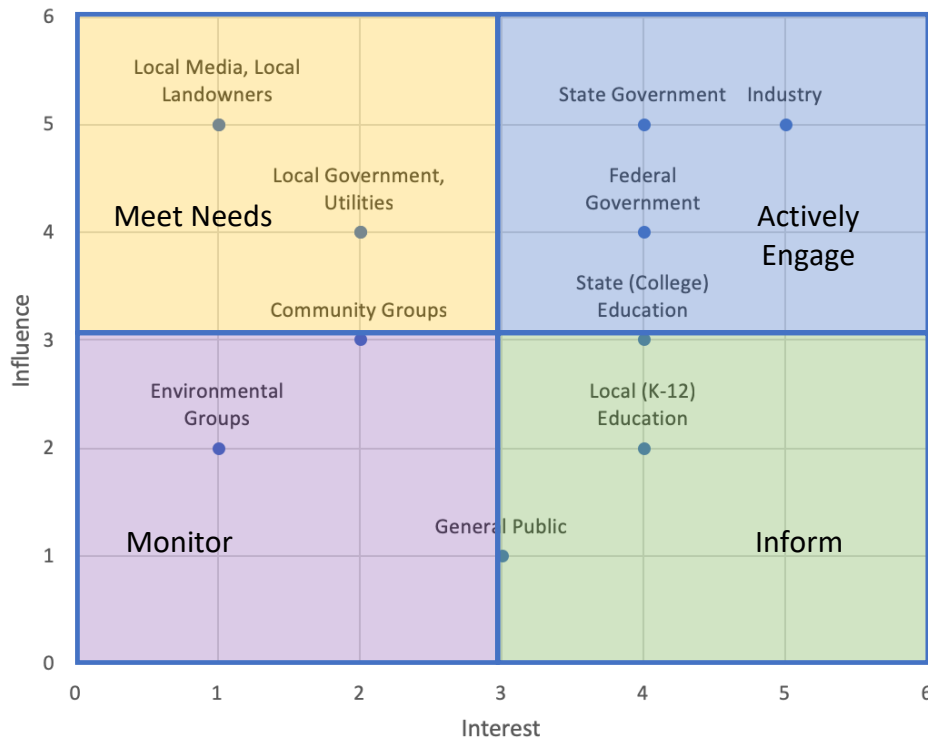 6
Local Media, Local
Landowners
State Government
Industry
5
Local Government,
Utilities
Federal
Government
Meet Needs
Actively
Engage
4
State (College)
Education
Community Groups
3
Influence
Environmental
Groups
Local (K-12)
Education
2
General Public
Monitor
Inform
1
0
0
1
2
3
4
5
6
Interest